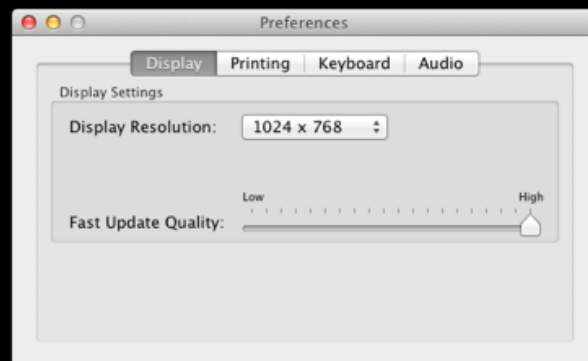 Preferences
Display Printing Keyboard Audio
Display Settings
Display Resolution: 1024 x 768
Low High
Fast Update Quality: